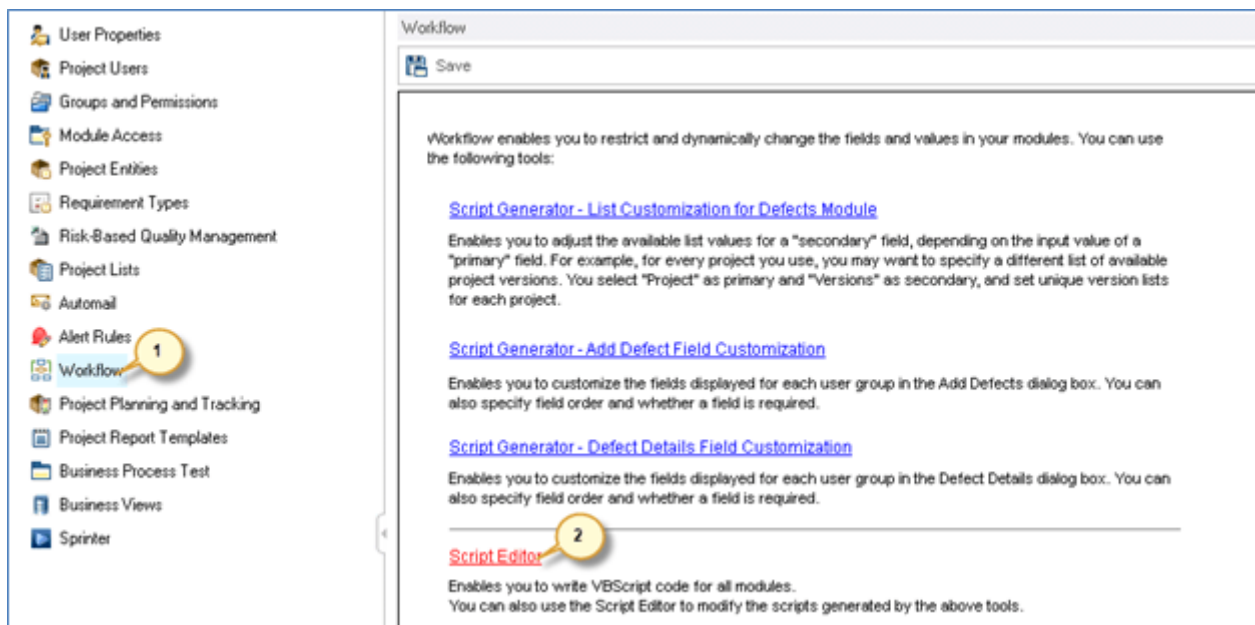 User Properties
Project Users
Groups and Permissions
Module Access
Project Entities
Requirement Types
Risk-Based Quality Management
Project Lists
Automail
Alert Rules
1
Workflow
Project Planning and Tracking
Project Report Templates
Business Process Test
Business Views
Sprinter
Workflow
Save
Workflow enables you to restrict and dynamically change the fields and values in your modules. You can use
the following tools:
Script Generator - List Customization for Defects Module
Enables you to adjust the available list values for a "secondary" field, depending on the input value of a
"primary" field. For example, for every project you use, you may want to specify a different list of available
project versions. You select "Project" as primary and "Versions" as secondary, and set unique version lists
for each project.
Script Generator - Add Defect Field Customization
Enables you to customize the fields displayed for each user group in the Add Defects dialog box. You can
also specify field order and whether a field is required.
Script Generator - Defect Details Field Customization
Enables you to customize the fields displayed for each user group in the Defect Details dialog box. You can
also specify field order and whether a field is required.
2
Script Editor
Enables you to write VBScript code for all modules.
You can also use the Script Editor to modify the scripts generated by the above tools.